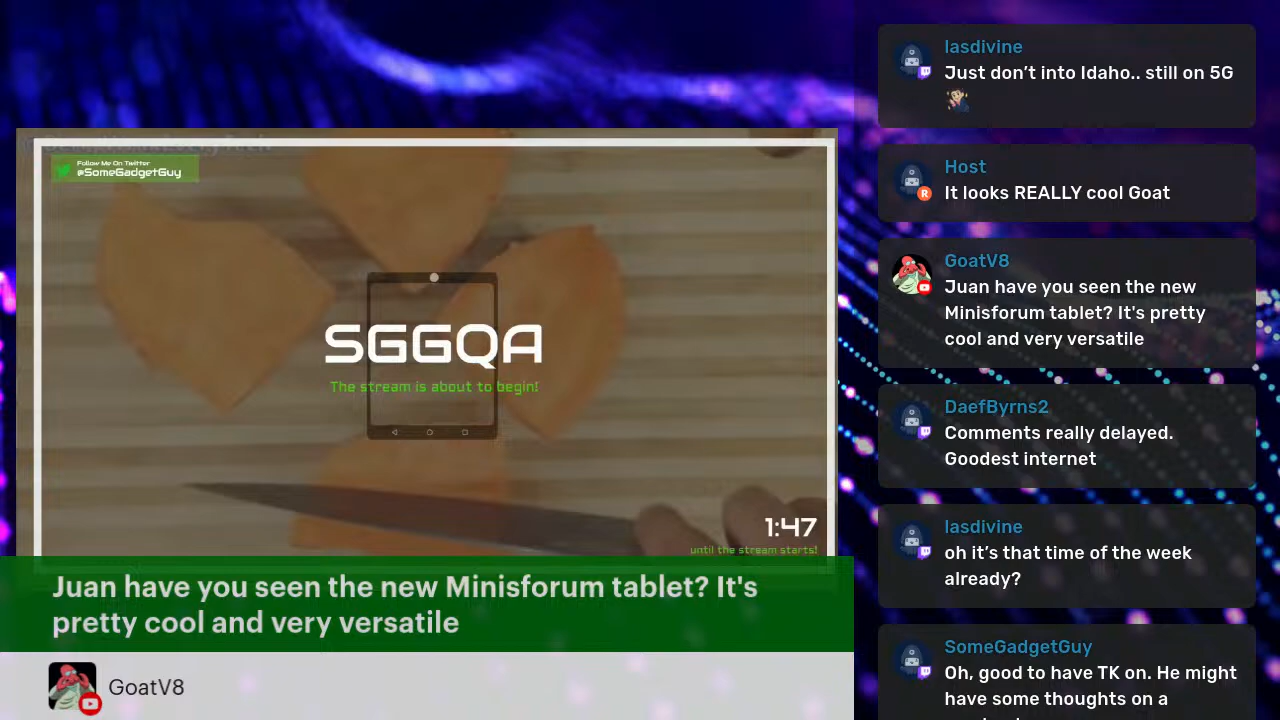 Follow Me On Twitter
@SomeGadgetGuy
SGGQA
The stream is about to begin!
1:47
until the stream starts!
Juan have you seen the new Minisforum tablet? It's
pretty cool and very versatile
GoatV8
lasdivine
Just don’t into Idaho.. still on 5G
Host
It looks REALLY cool Goat
GoatV8
Juan have you seen the new
Minisforum tablet? It's pretty
cool and very versatile
DaefByrns2
Comments really delayed.
Goodest internet
lasdivine
oh it’s that time of the week
already?
SomeGadgetGuy
Oh, good to have TK on. He might
have some thoughts on a